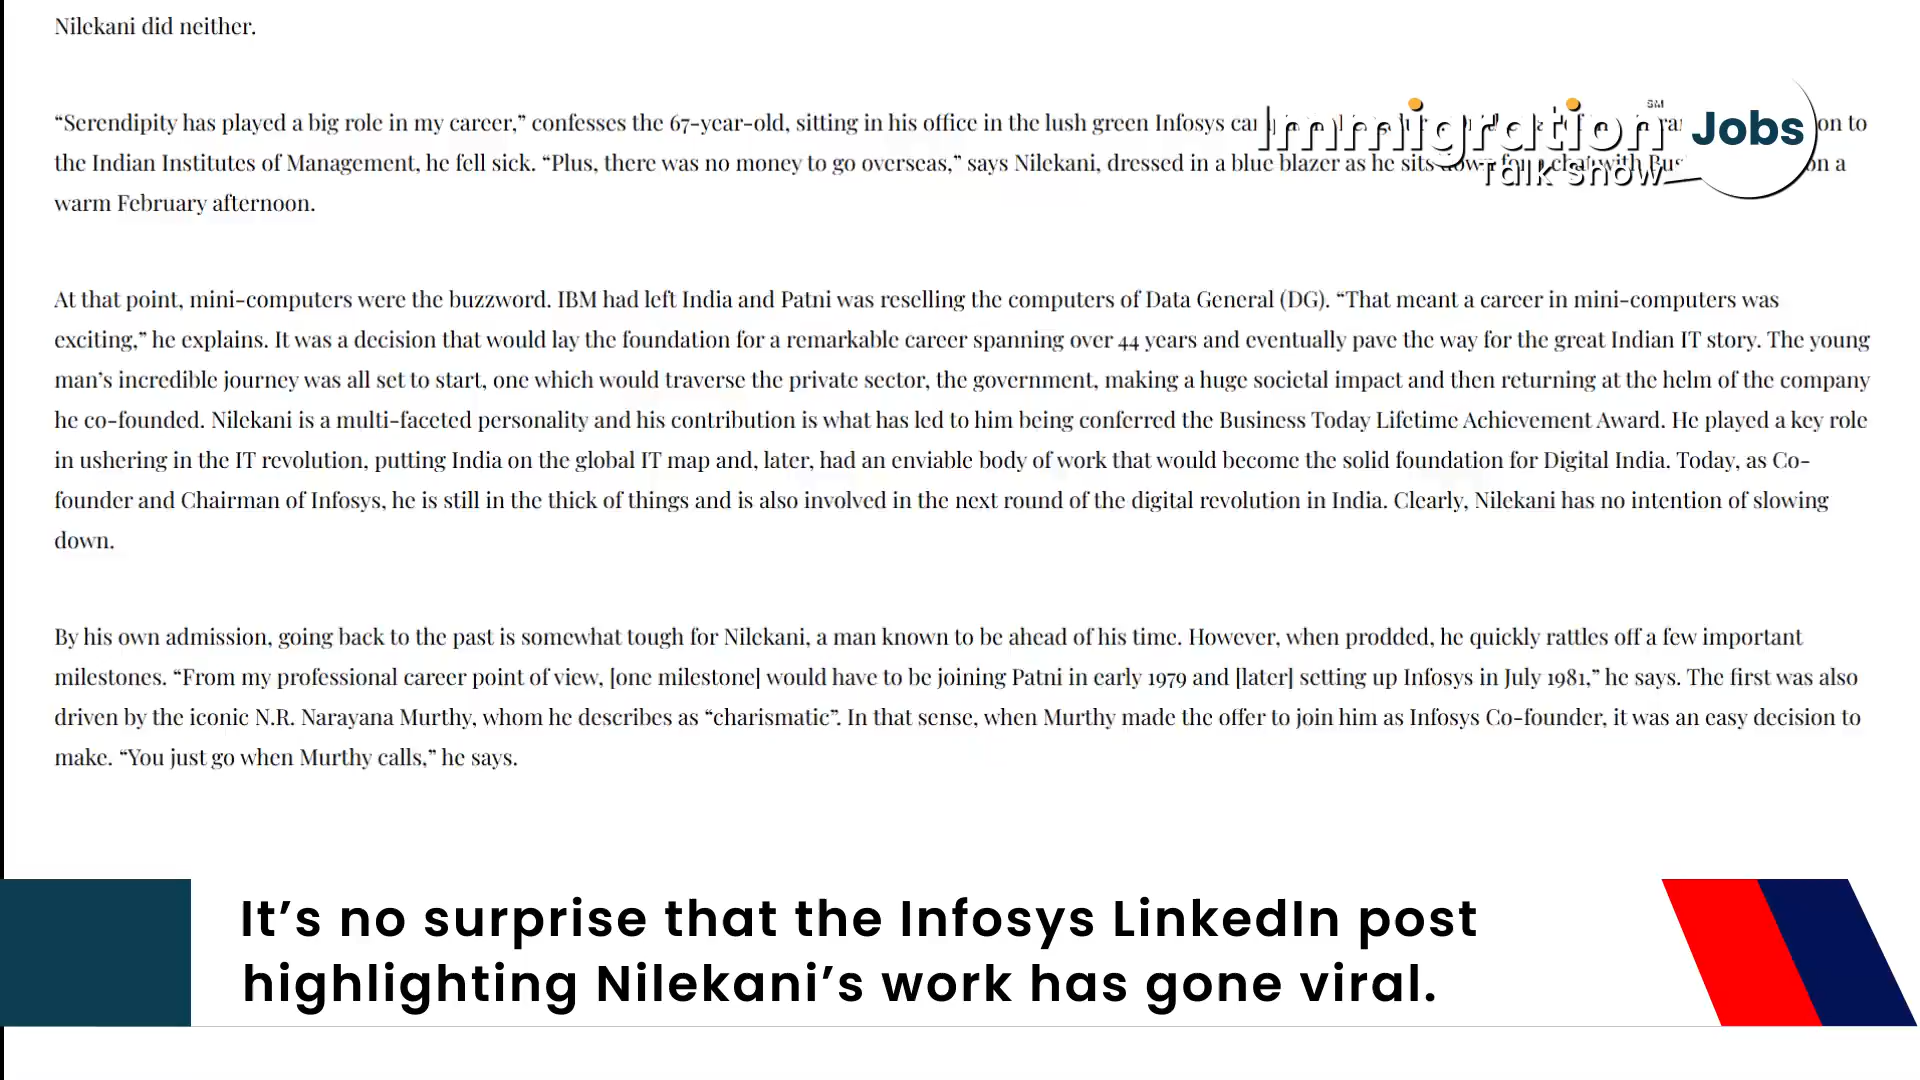 Nilekani did neither.
“Serendipity has played a big role in my career,” confesses the 67-year-old, sitting in his office in the lush green Infosys on to
the Indian Institutes of Management, he fell sick. “Plus, there was no money to go overseas,” says Nilekani, dressed in a blue blazer as he sits down for a chat with on a
warm February afternoon.
Immigration SM Jobs
Talk show
At that point, mini-computers were the buzzword. IBM had left India and Patni was reselling the computers of Data General (DG). “That meant a career in mini-computers was
exciting,” he explains. It was a decision that would lay the foundation for a remarkable career spanning over 44 years and eventually pave the way for the great Indian IT story. The young
man’s incredible journey was all set to start, one which would traverse the private sector, the government, making a huge societal impact and then returning at the helm of the company
he co-founded. Nilekani is a multi-faceted personality and his contribution is what has led to him being conferred the Business Today Lifetime Achievement Award. He played a key role
in ushering in the IT revolution, putting India on the global IT map and, later, had an enviable body of work that would become the solid foundation for Digital India. Today, as Co-
founder and Chairman of Infosys, he is still in the thick of things and is also involved in the next round of the digital revolution in India. Clearly, Nilekani has no intention of slowing
down.
By his own admission, going back to the past is somewhat tough for Nilekani, a man known to be ahead of his time. However, when prodded, he quickly rattles off a few important
milestones. “From my professional career point of view, [one milestone] would have to be joining Patni in early 1979 and [later] setting up Infosys in July 1981,” he says. The first was also
driven by the iconic N.R. Narayana Murthy, whom he describes as “charismatic”. In that sense, when Murthy made the offer to join him as Infosys Co-founder, it was an easy decision to
make. “You just go when Murthy calls,” he says.
It’s no surprise that the Infosys LinkedIn post
highlighting Nilekani’s work has gone viral.